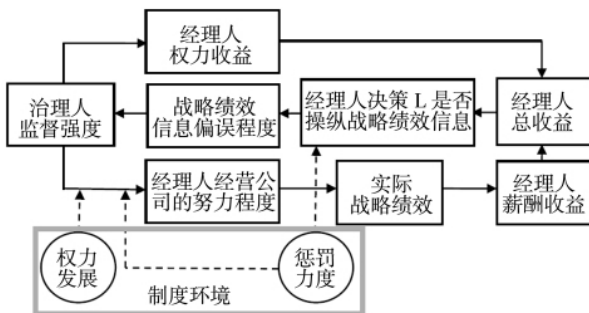 经理人
权力收益
治理人
监督强度
战略绩效
信息偏误程度
经理人决策 L 是否
操纵战略绩效信息
经理人
总收益
经理人经营公
司的努力程度
实际
战略绩效
经理人
薪酬收益
权力
发展
惩罚
力度
制度环境